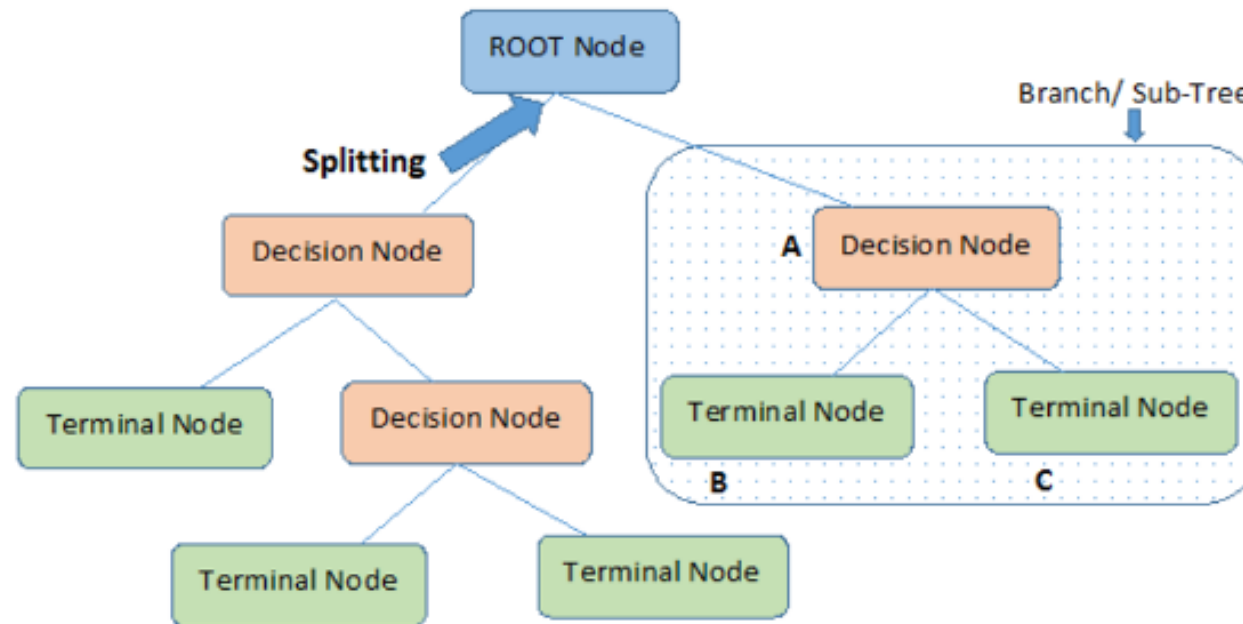 ROOT Node
Branch/ Sub-Tree
Splitting
Decision Node
A
Decision Node
Terminal Node
Decision Node
Terminal Node
Terminal Node
B
C
Terminal Node
Terminal Node